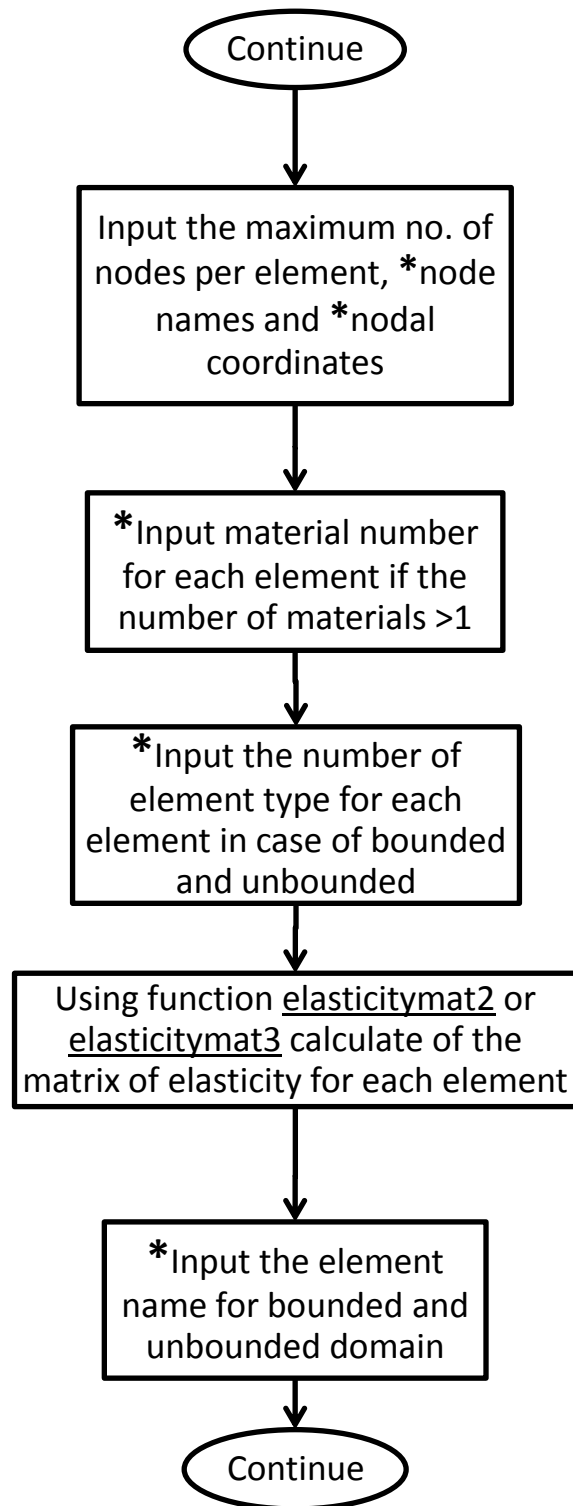 Continue
Input the maximum no. of
nodes per element, *node
names and *nodal
coordinates
*Input material number
for each element if the
number of materials >1
*Input the number of
element type for each
element in case of bounded
and unbounded
Using function elasticitymat2 or
elasticitymat3 calculate of the
matrix of elasticity for each element
*Input the element
name for bounded and
unbounded domain
Continue